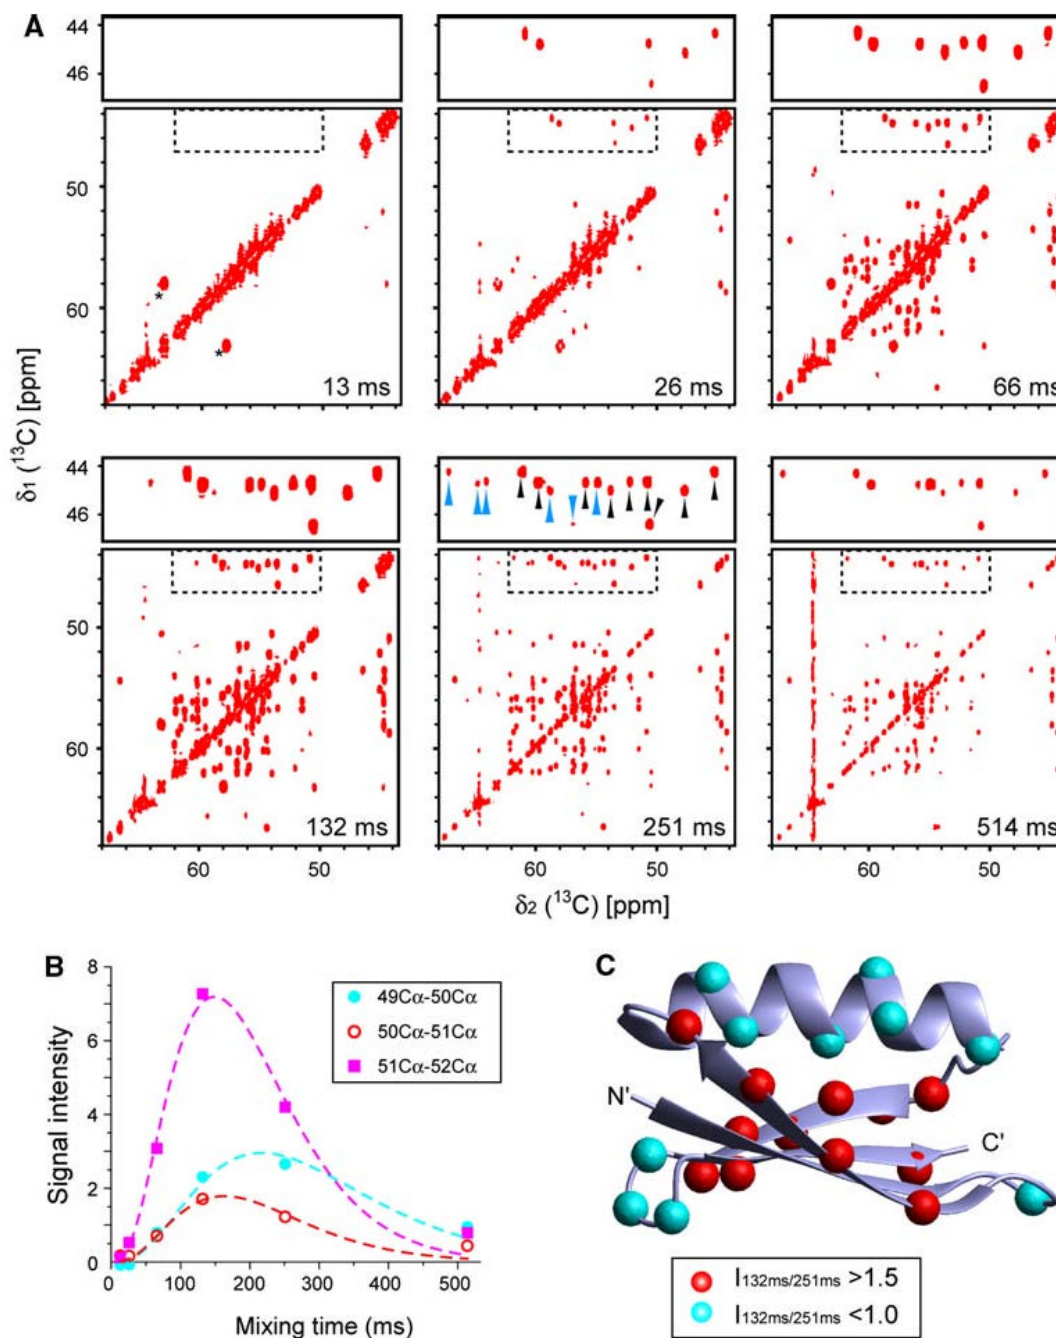 A
44
46
50
60
13 ms
26 ms
66 ms
δ1 (13C) [ppm]
44
46
50
60
132 ms
251 ms
514 ms
60 50 60 50 60 50
δ2 (13C) [ppm]
*
*
B
8
6
4
2
0
Signal intensity
49Cα-50Cα
50Cα-51Cα
51Cα-52Cα
0 100 200 300 400 500
Mixing time (ms)
C
N'
C'
I132ms/251ms >1.5
I132ms/251ms <1.0